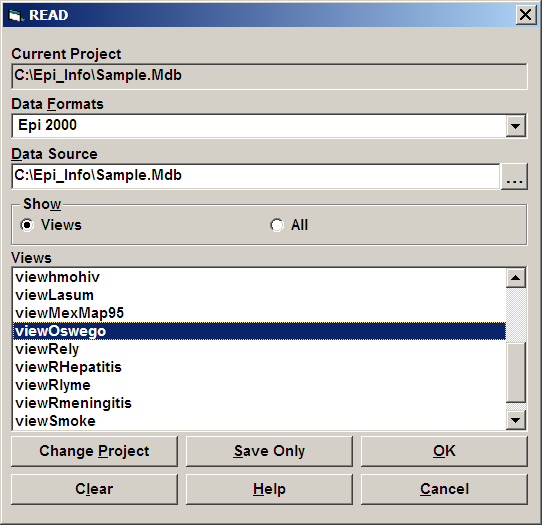 READ
Current Project
C:\Epi_Info\Sample.Mdb
Data Formats
Epi 2000
Data Source
C:\Epi_Info\Sample.Mdb
...
Show
Views All
Views
viewhmohiv
viewLasum
viewMexMap95
viewOswego
viewRely
viewRHepatitis
viewRlyme
viewRmeningitis
viewSmoke
Change Project Save Only OK
Clear Help Cancel